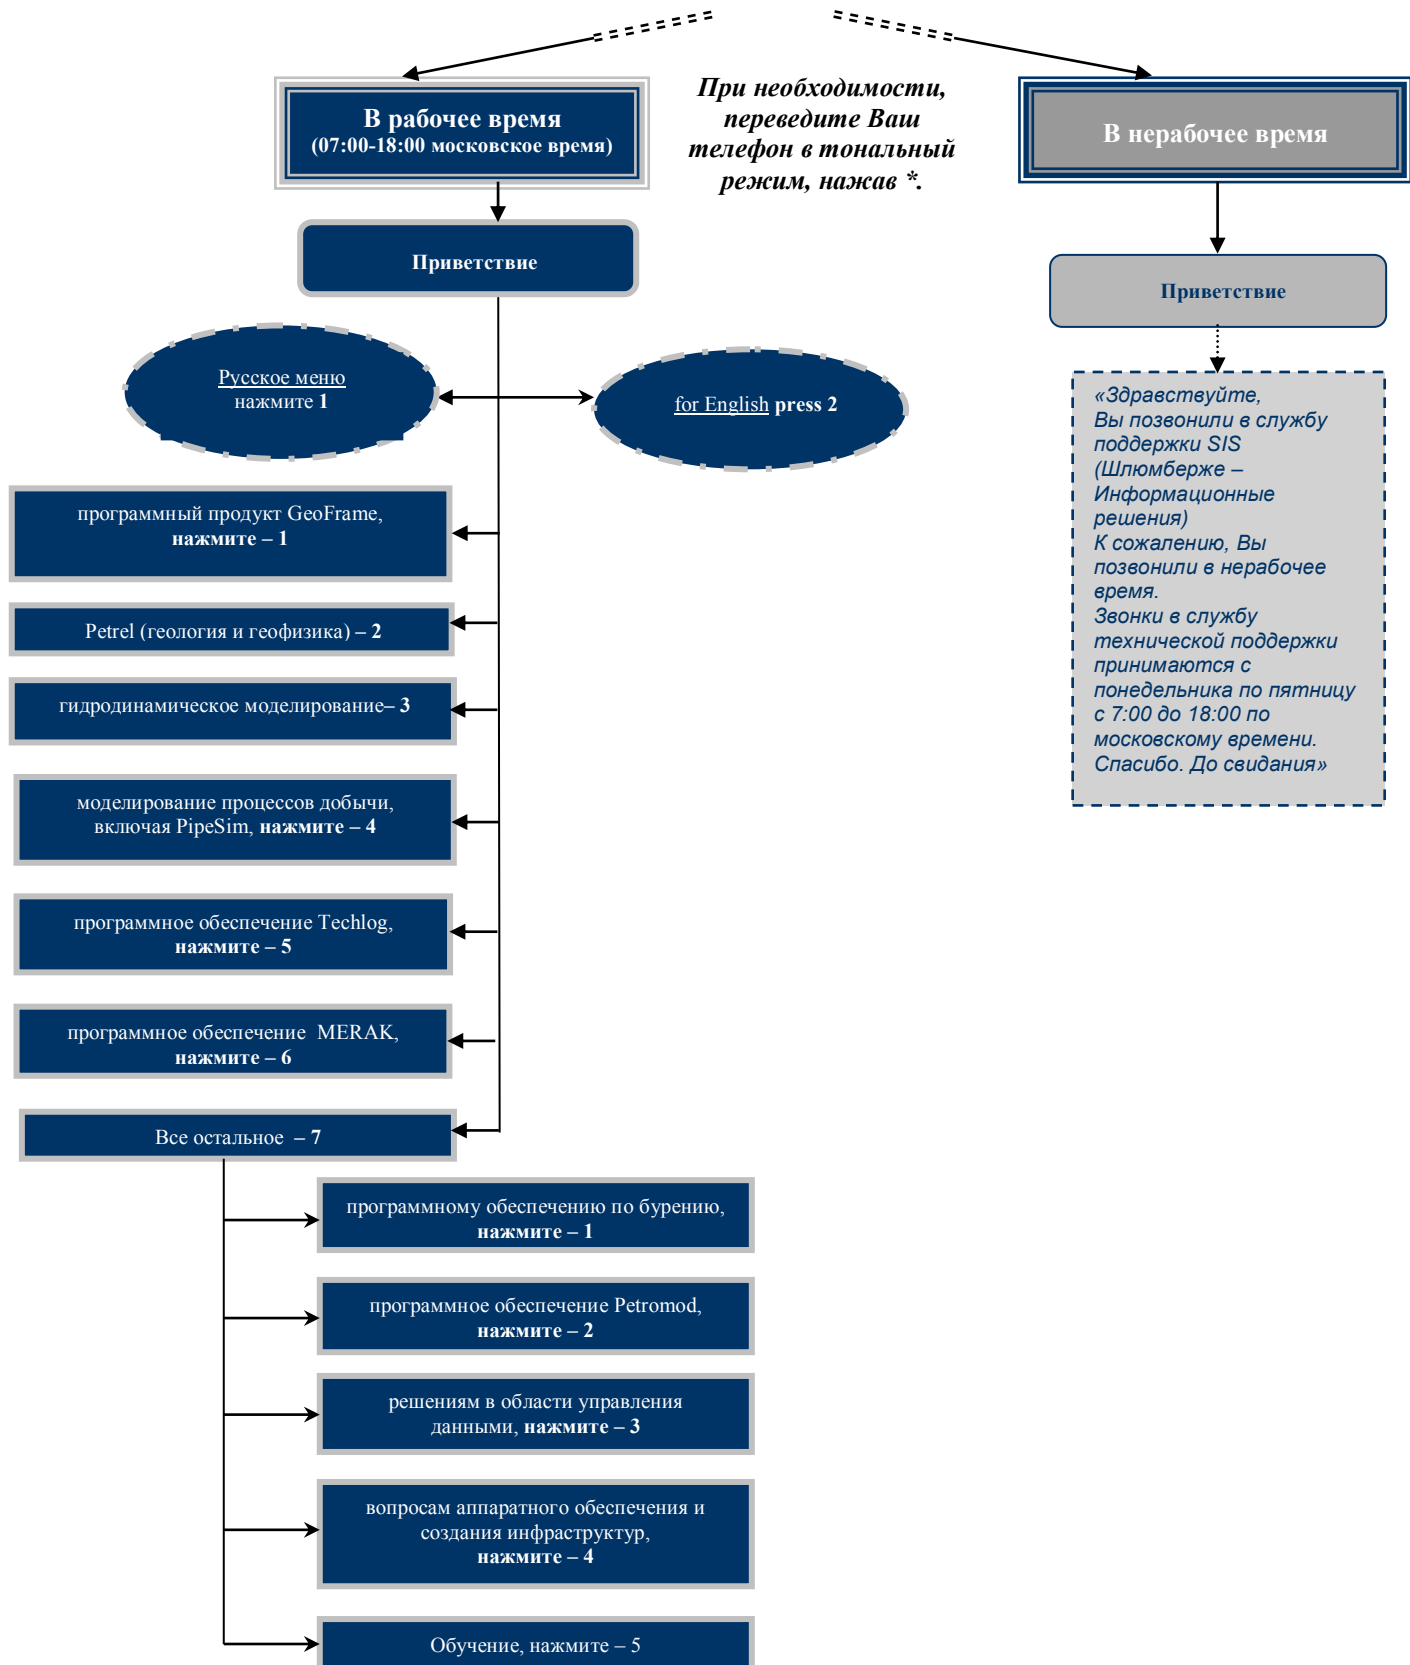 В рабочее время
(07:00-18:00 московское время)
При необходимости,
переведите Ваш
телефон в тональный
режим, нажав *.
В нерабочее время
Приветствие
Русское меню
нажмите 1
for English press 2
программный продукт GeoFrame,
нажмите – 1
Petrel (геология и геофизика) – 2
гидродинамическое моделирование– 3
моделирование процессов добычи,
включая PipeSim, нажмите – 4
программное обеспечение Techlog,
нажмите – 5
программное обеспечение MERAK,
нажмите – 6
Все остальное – 7
программному обеспечению по бурению,
нажмите – 1
программное обеспечение Petromod,
нажмите – 2
решениям в области управления
данными, нажмите – 3
вопросам аппаратного обеспечения и
создания инфраструктур,
нажмите – 4
Обучение, нажмите – 5
Приветствие
«Здравствуйте,
Вы позвонили в службу
поддержки SIS
(Шлюмберже –
Информационные
решения)
К сожалению, Вы
позвонили в нерабочее
время.
Звонки в службу
технической поддержки
принимаются с
понедельника по пятницу
с 7:00 до 18:00 по
московскому времени.
Спасибо. До свидания»